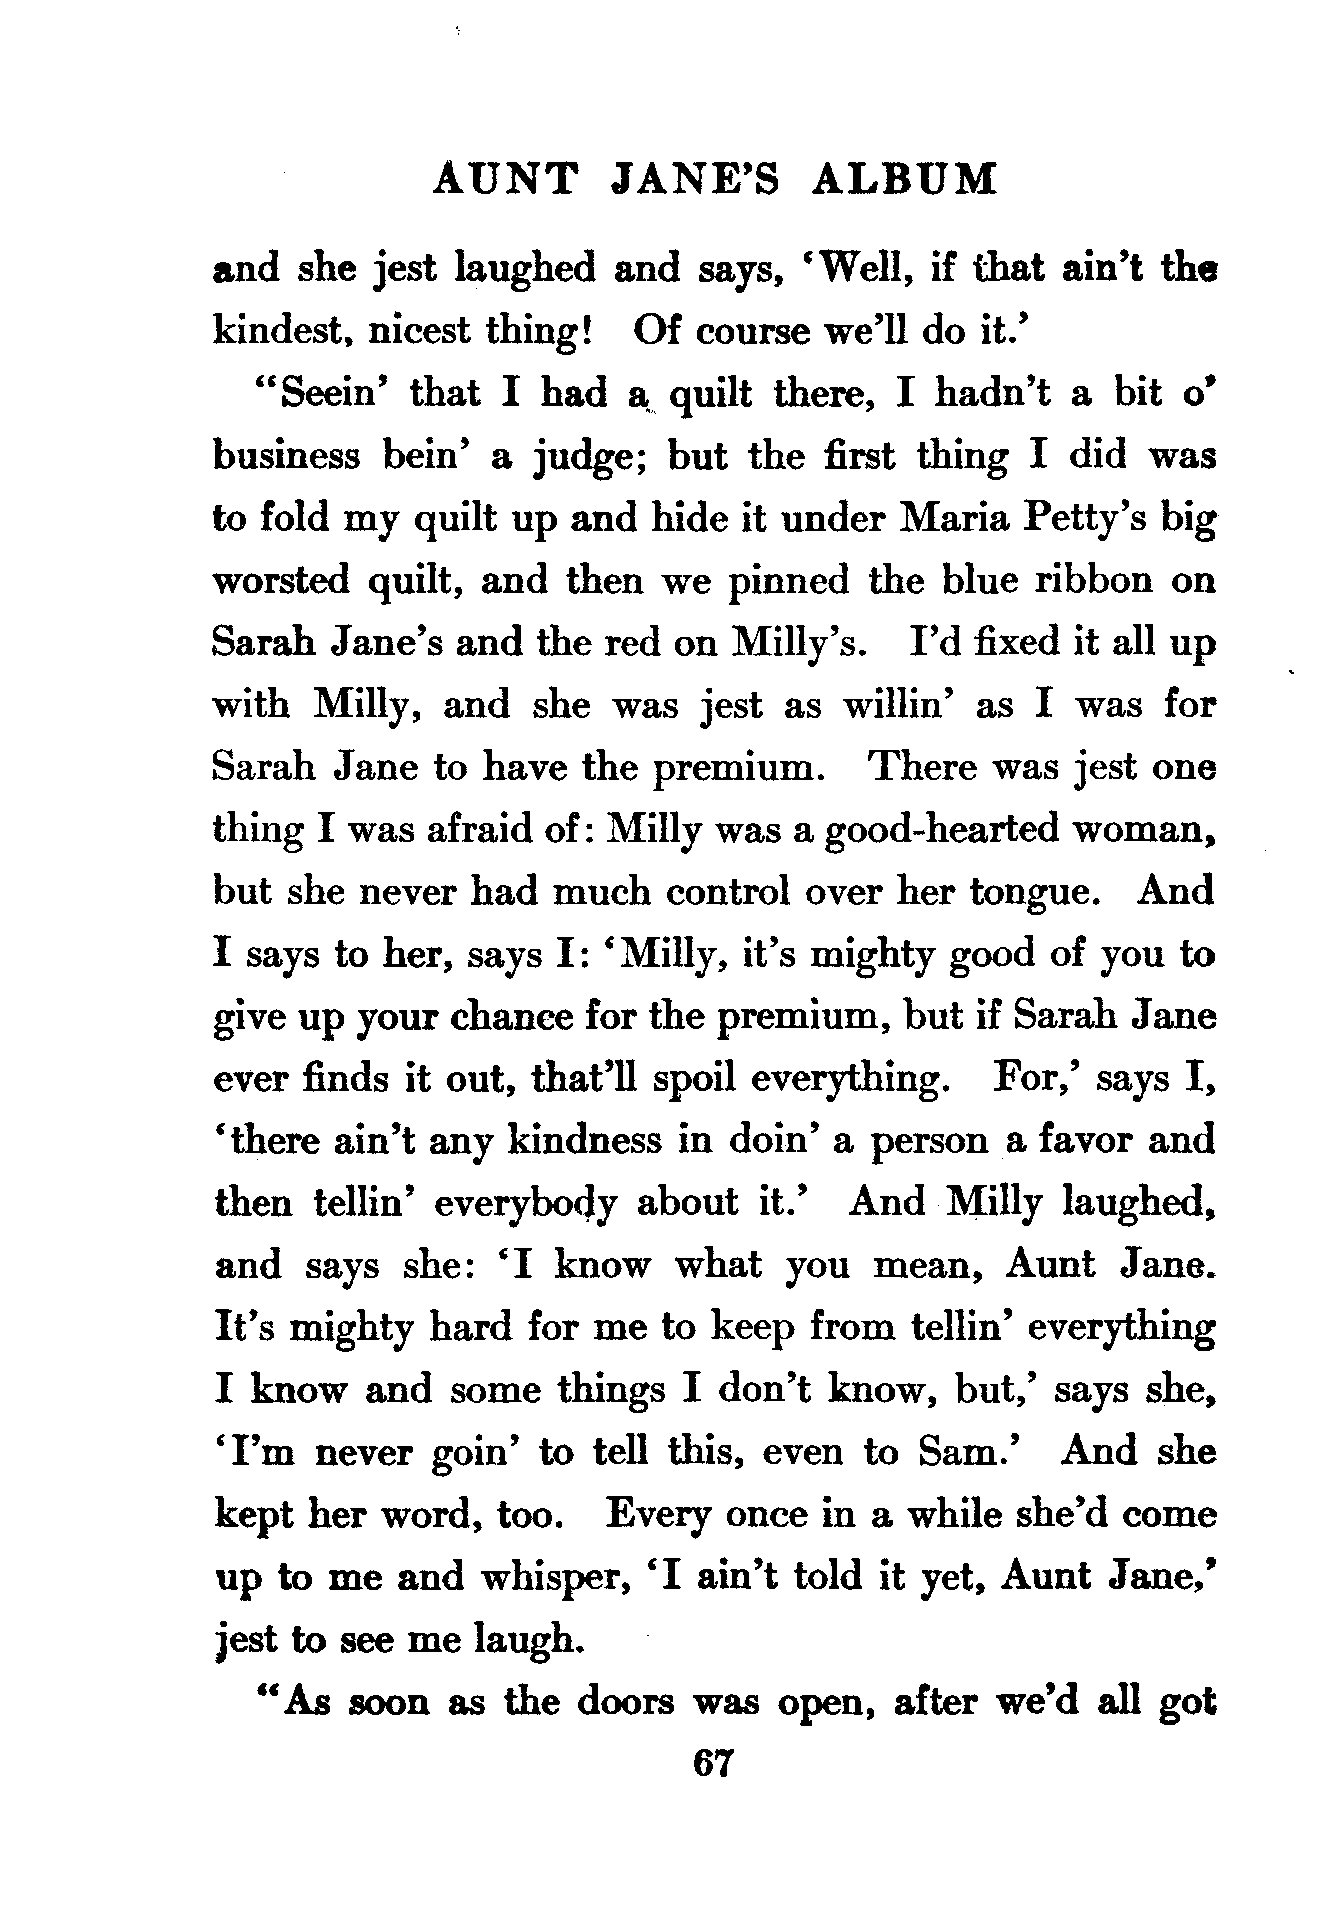 AUNT JANE'S ALBUM
and she jest laughed and says, ‘Well, if that ain't the
kindest, nicest thing! Of course we'll do it.’
“Seein’ that I had a quilt there, I hadn't a bit o’
business bein’ a judge; but the first thing I did was
to fold my quilt up and hide it under Maria Petty's big
worsted quilt, and then we pinned the blue ribbon on
Sarah Jane's and the red on Milly's. I'd fixed it all up
with Milly, and she was jest as willin’ as I was for
Sarah Jane to have the premium. There was jest one
thing I was afraid of: Milly was a good-hearted woman,
but she never had much control over her tongue. And
I says to her, says I: ‘Milly, it's mighty good of you to
give up your chance for the premium, but if Sarah Jane
ever finds it out, that'll spoil everything. For,’ says I,
‘there ain't any kindness in doin’ a person a favor and
then tellin’ everybody about it.’ And Milly laughed,
and says she: ‘I know what you mean, Aunt Jane.
It's mighty hard for me to keep from tellin’ everything
I know and some things I don't know, but,’ says she,
‘I'm never goin’ to tell this, even to Sam.’ And she
kept her word, too. Every once in a while she'd come
up to me and whisper, ‘I ain't told it yet, Aunt Jane,’
jest to see me laugh.
“As soon as the doors was open, after we'd all got
67